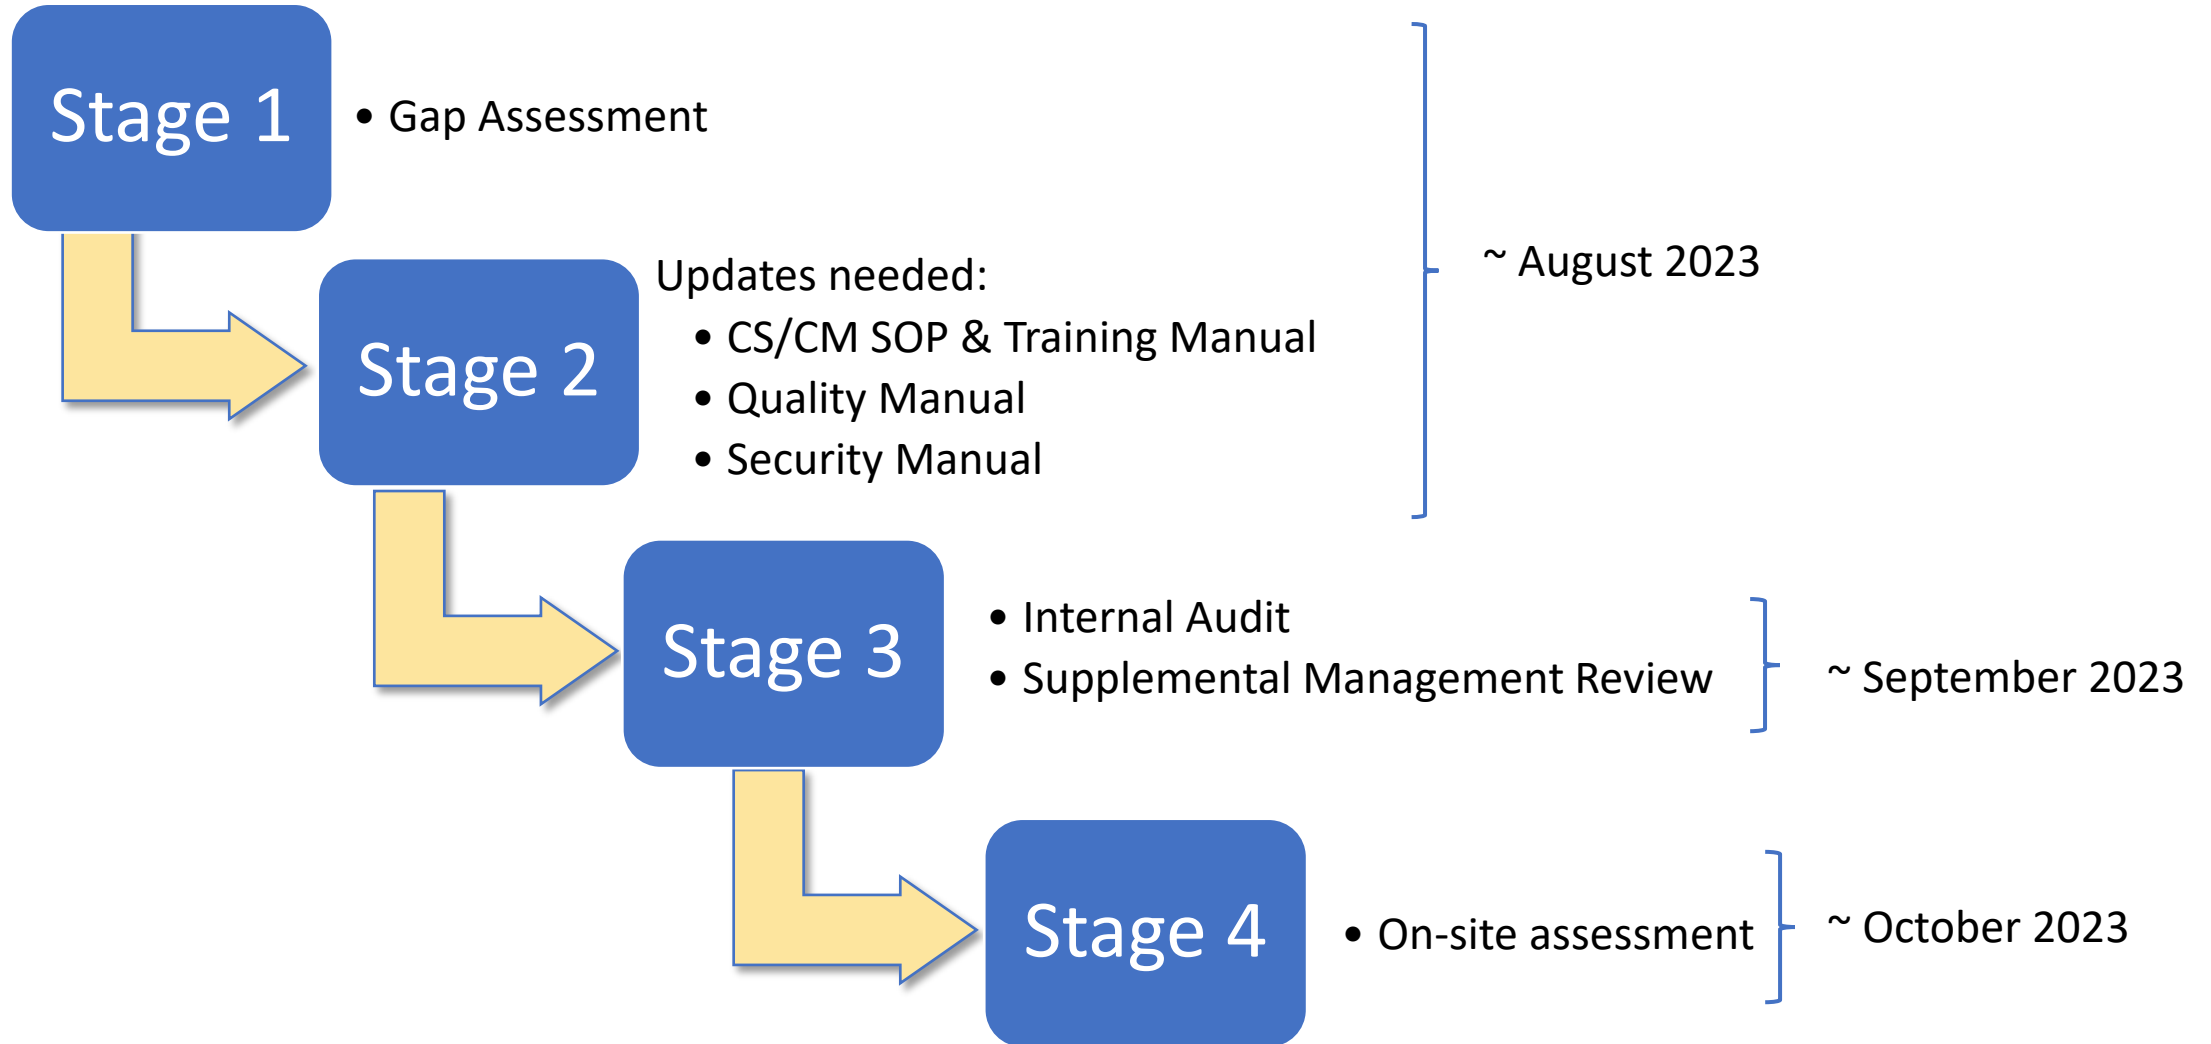 Stage 1
• Gap Assessment
~ August 2023
Stage 2
Updates needed:
• CS/CM SOP & Training Manual
• Quality Manual
• Security Manual
Stage 3
• Internal Audit
• Supplemental Management Review
~ September 2023
Stage 4
• On-site assessment
~ October 2023